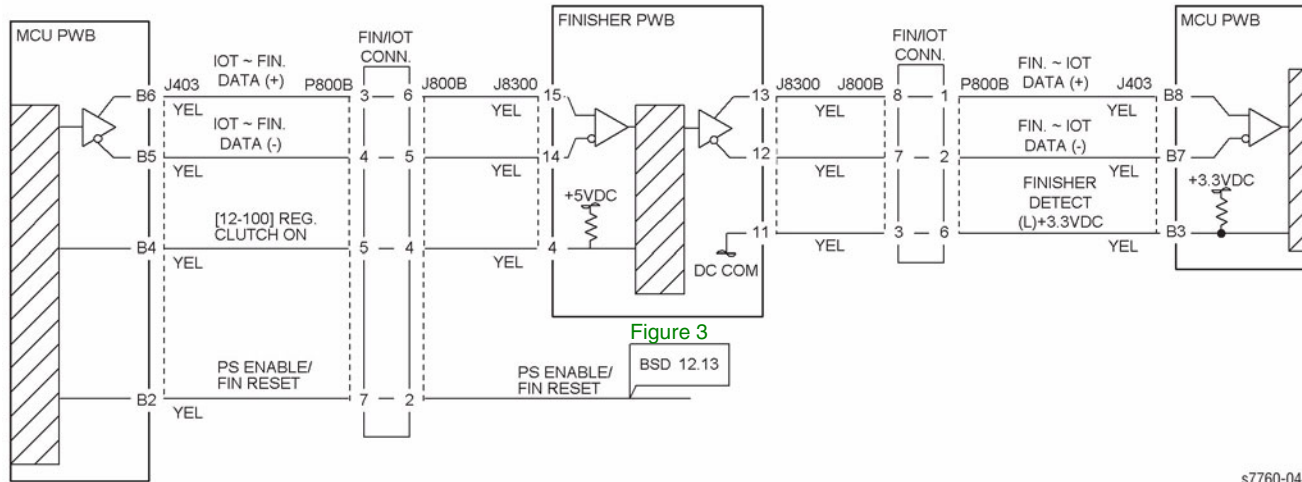 MCU PWB
FINISHER PWB
MCU PWB
FIN/IOT
CONN.
FIN/IOT
CONN.
IOT ~ FIN.
DATA (+)
FIN. ~ IOT
DATA (+)
B6 J403 P800B 3 6 J800B J8300 15 13 J8300 J800B 8 1 P800B J403 B8
YEL YEL YEL YEL
IOT ~ FIN.
DATA (-)
FIN. ~ IOT
DATA (-)
B5 4 5 14 12 7 2 B7
YEL YEL YEL YEL
+5VDC
FINISHER
DETECT
(L)+3.3VDC
+3.3VDC
[12-100] REG.
CLUTCH ON
11 3 6 B3
YEL YEL
B4 5 4 4
YEL YEL
DC COM
Figure 3
BSD 12.13
PS ENABLE/
FIN RESET
PS ENABLE/
FIN RESET
B2 7 2
YEL
s7760-04